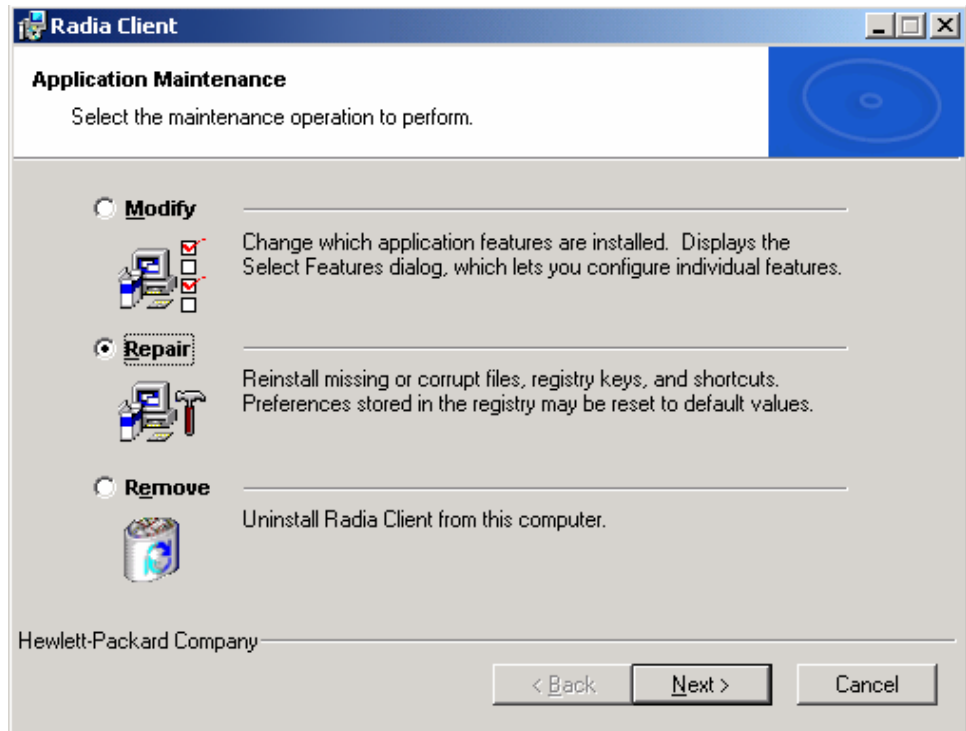 Radia Client
Application Maintenance
Select the maintenance operation to perform.
Modify
Change which application features are installed. Displays the
Select Features dialog, which lets you configure individual features.
Repair
Reinstall missing or corrupt files, registry keys, and shortcuts.
Preferences stored in the registry may be reset to default values.
Remove
Uninstall Radia Client from this computer.
Hewlett-Packard Company
< Back
Next >
Cancel